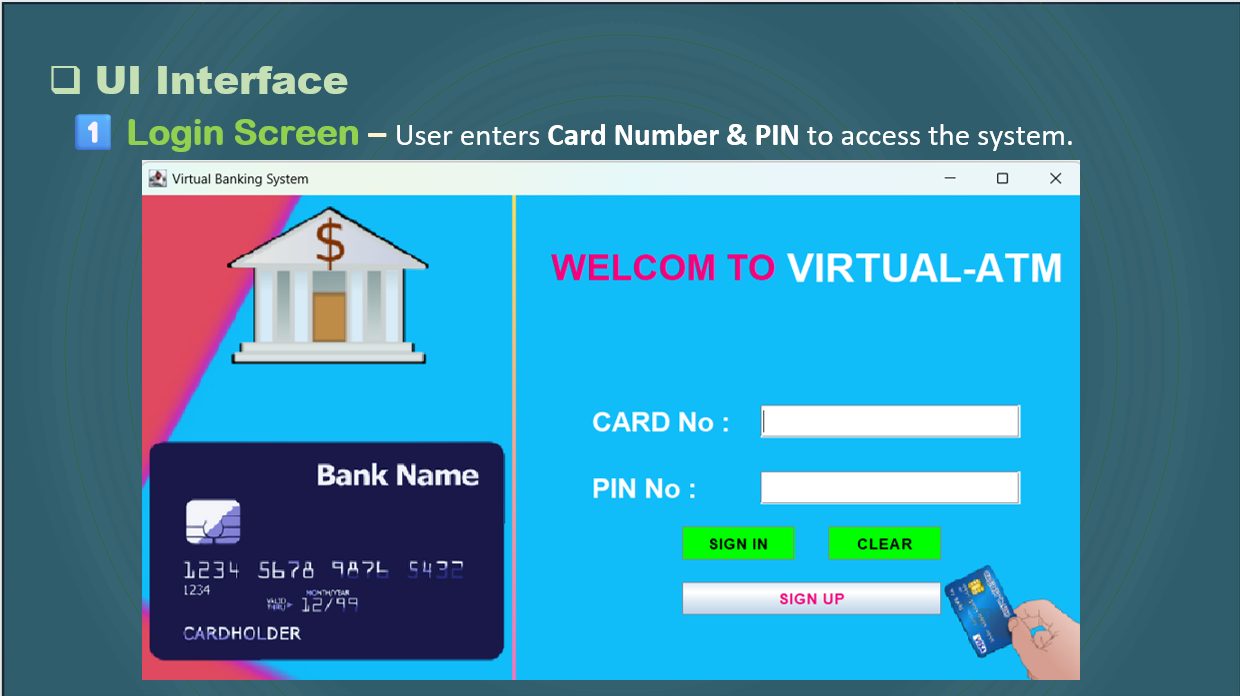 UI Interface
1 Login Screen – User enters Card Number & PIN to access the system.
Virtual Banking System
$
WELCOM TO VIRTUAL-ATM
CARD No :
PIN No :
SIGN IN CLEAR
SIGN UP
Bank Name
1234 5678 9876 5432
1234
MONTH/YEAR
VALID THRU 12/99
CARDHOLDER
VISA